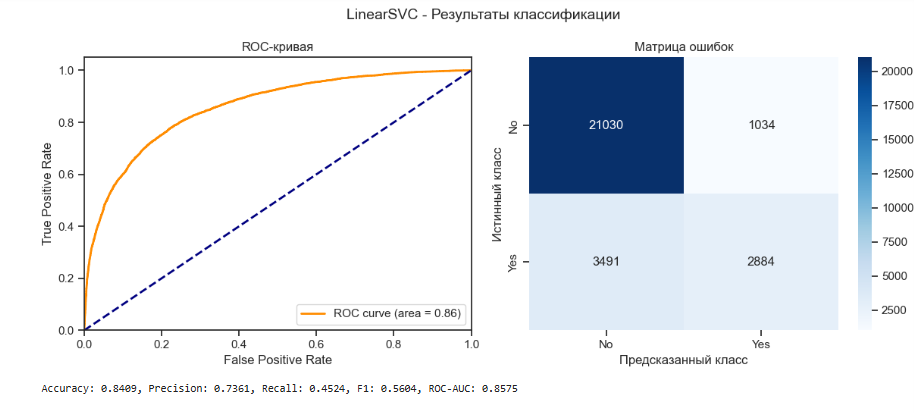 LinearSVC - Результаты классификации
ROC-кривая
1.0
0.8
0.6
0.4
0.2
0.0
True Positive Rate
0.0
0.2
0.4
0.6
0.8
1.0
False Positive Rate
ROC curve (area = 0.86)
Матрица ошибок
Истинный класс
No
Yes
21030
1034
3491
2884
No
Yes
Предсказанный класс
20000
17500
15000
12500
10000
7500
5000
2500
Accuracy: 0.8409, Precision: 0.7361, Recall: 0.4524, F1: 0.5604, ROC-AUC: 0.8575